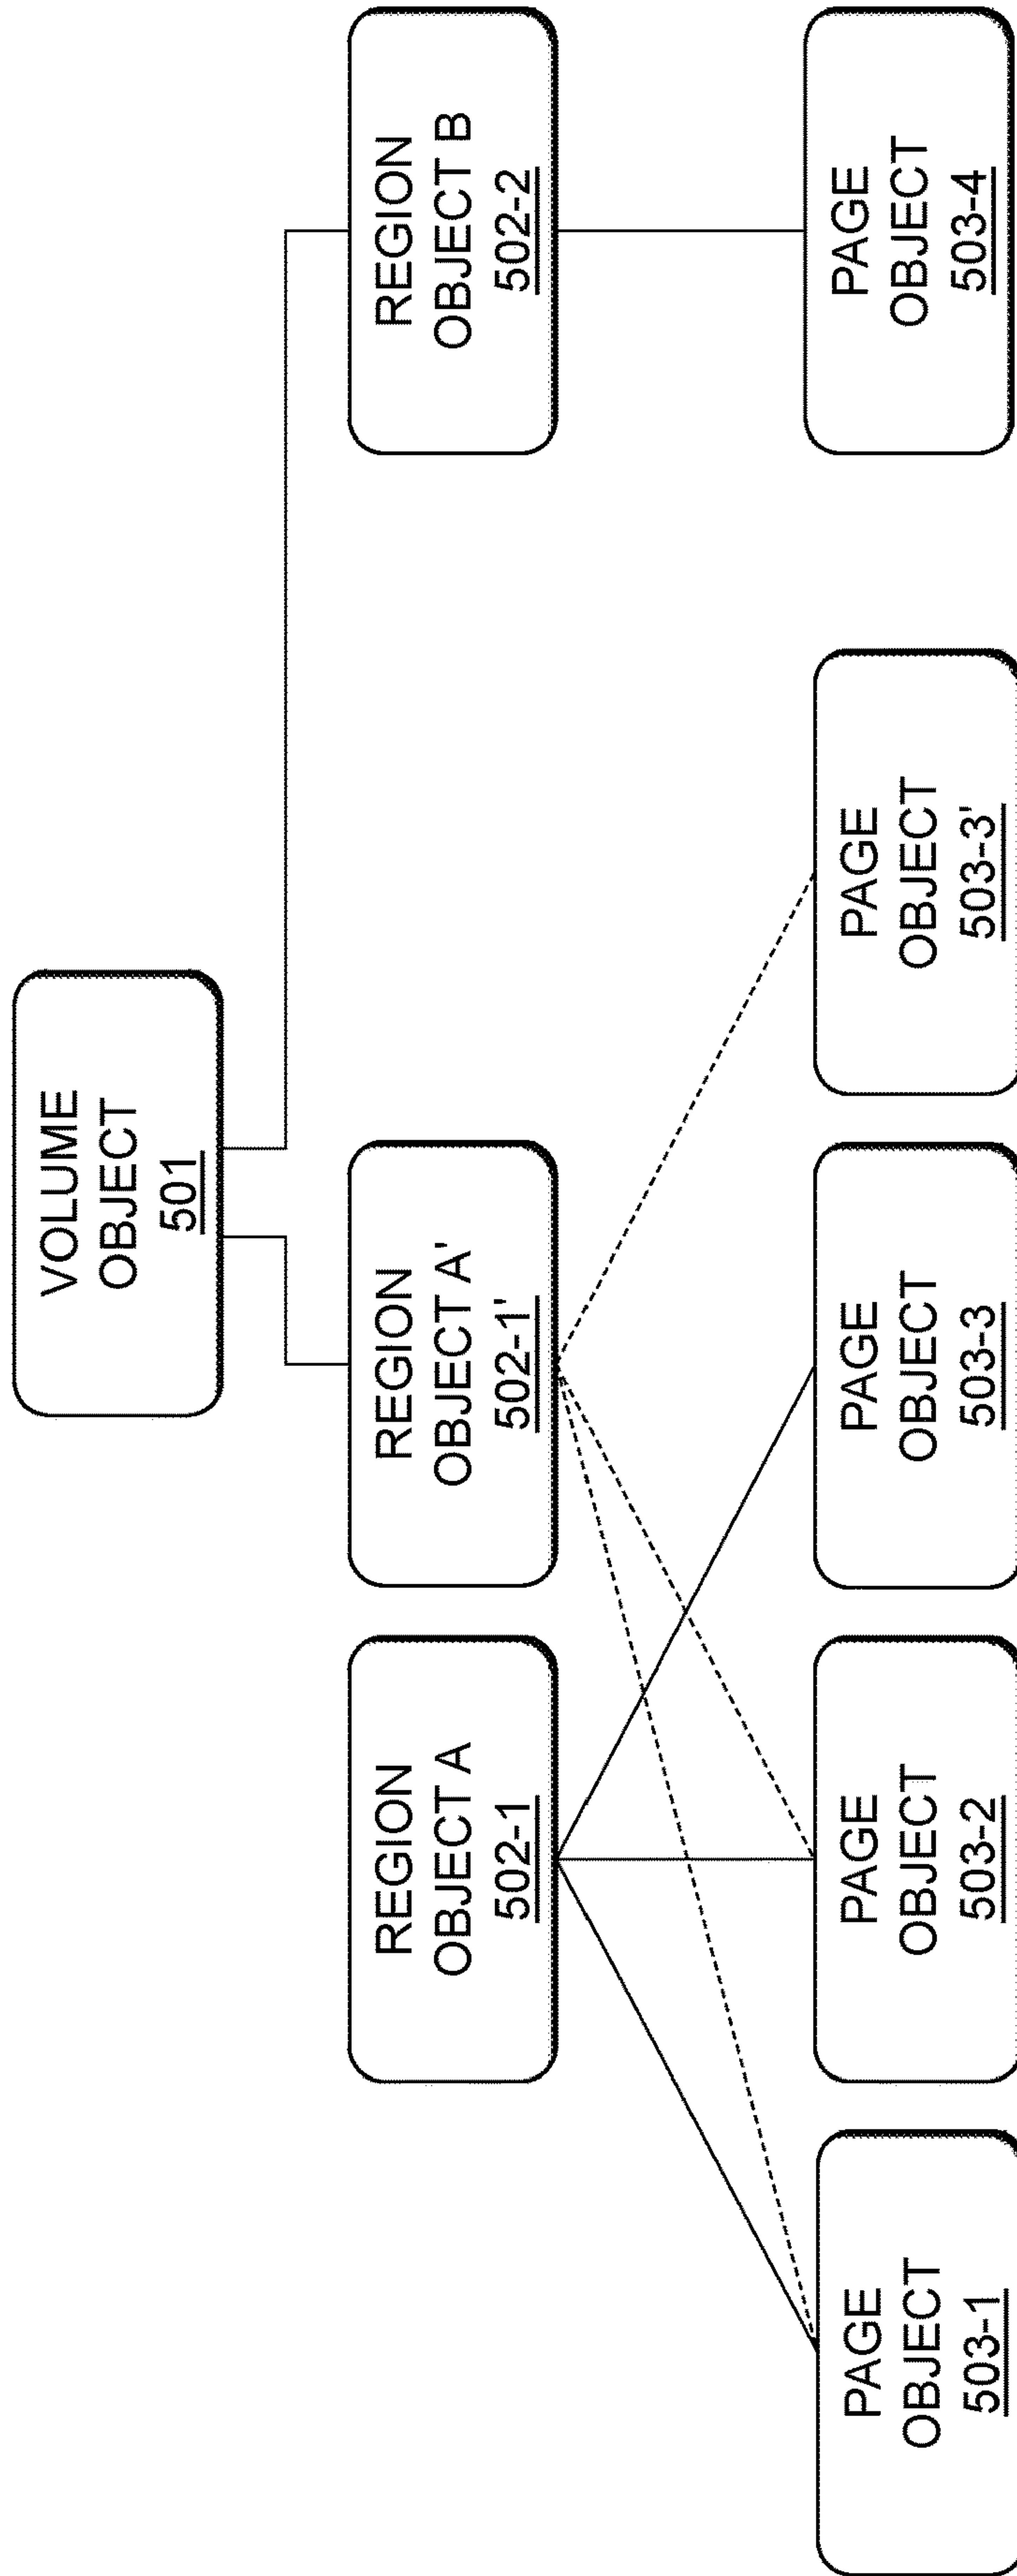 VOLUME
OBJECT
501
REGION
OBJECT A
502-1
REGION
OBJECT A'
502-1'
REGION
OBJECT B
502-2
PAGE
OBJECT
503-1
PAGE
OBJECT
503-2
PAGE
OBJECT
503-3
PAGE
OBJECT
503-3'
PAGE
OBJECT
503-4